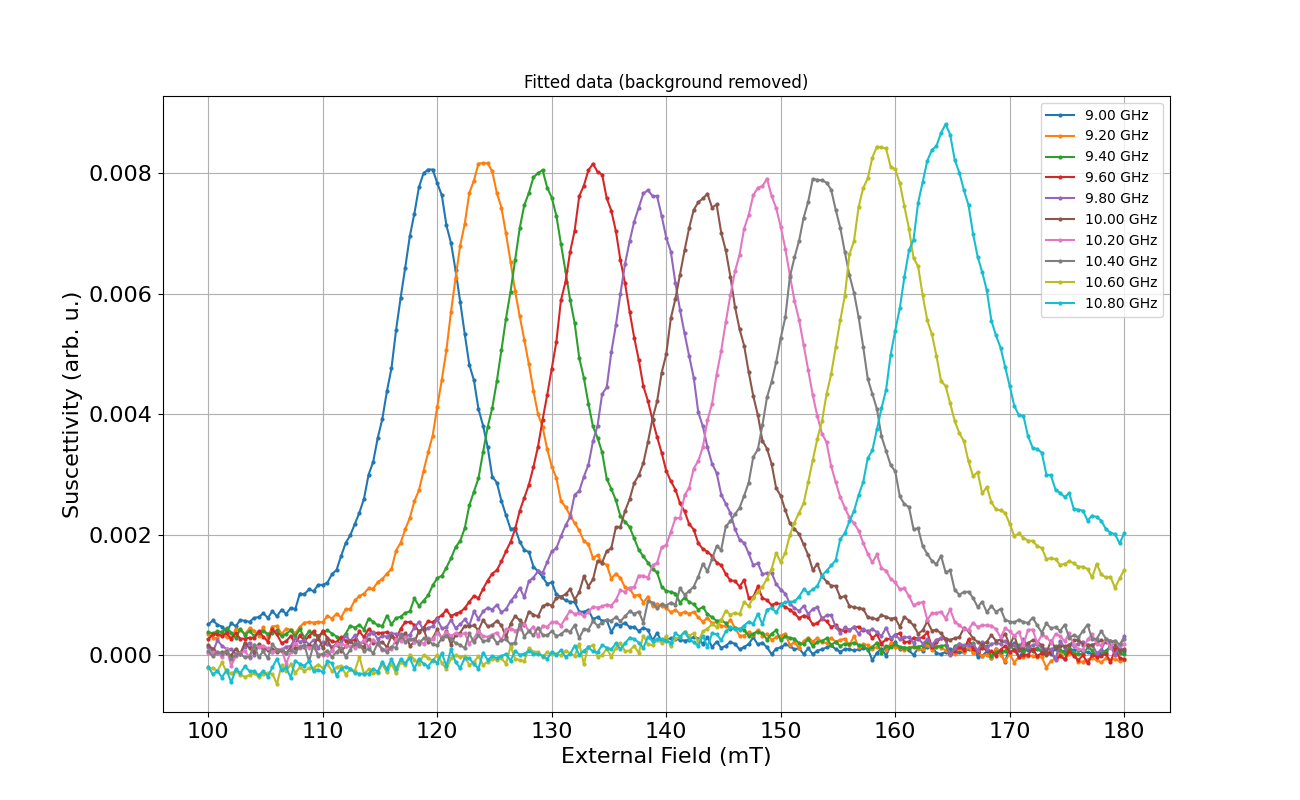 Fitted data (background removed)
9.00 GHz
9.20 GHz
9.40 GHz
9.60 GHz
9.80 GHz
10.00 GHz
10.20 GHz
10.40 GHz
10.60 GHz
10.80 GHz
Suscettivity (arb. u.)
0.008
0.006
0.004
0.002
0.000
100 110 120 130 140 150 160 170 180
External Field (mT)